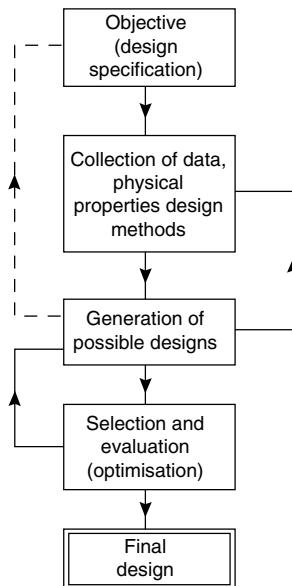 Objective
(design
specification)
Collection of data,
physical
properties design
methods
Generation of
possible designs
Selection and
evaluation
(optimisation)
Final
design